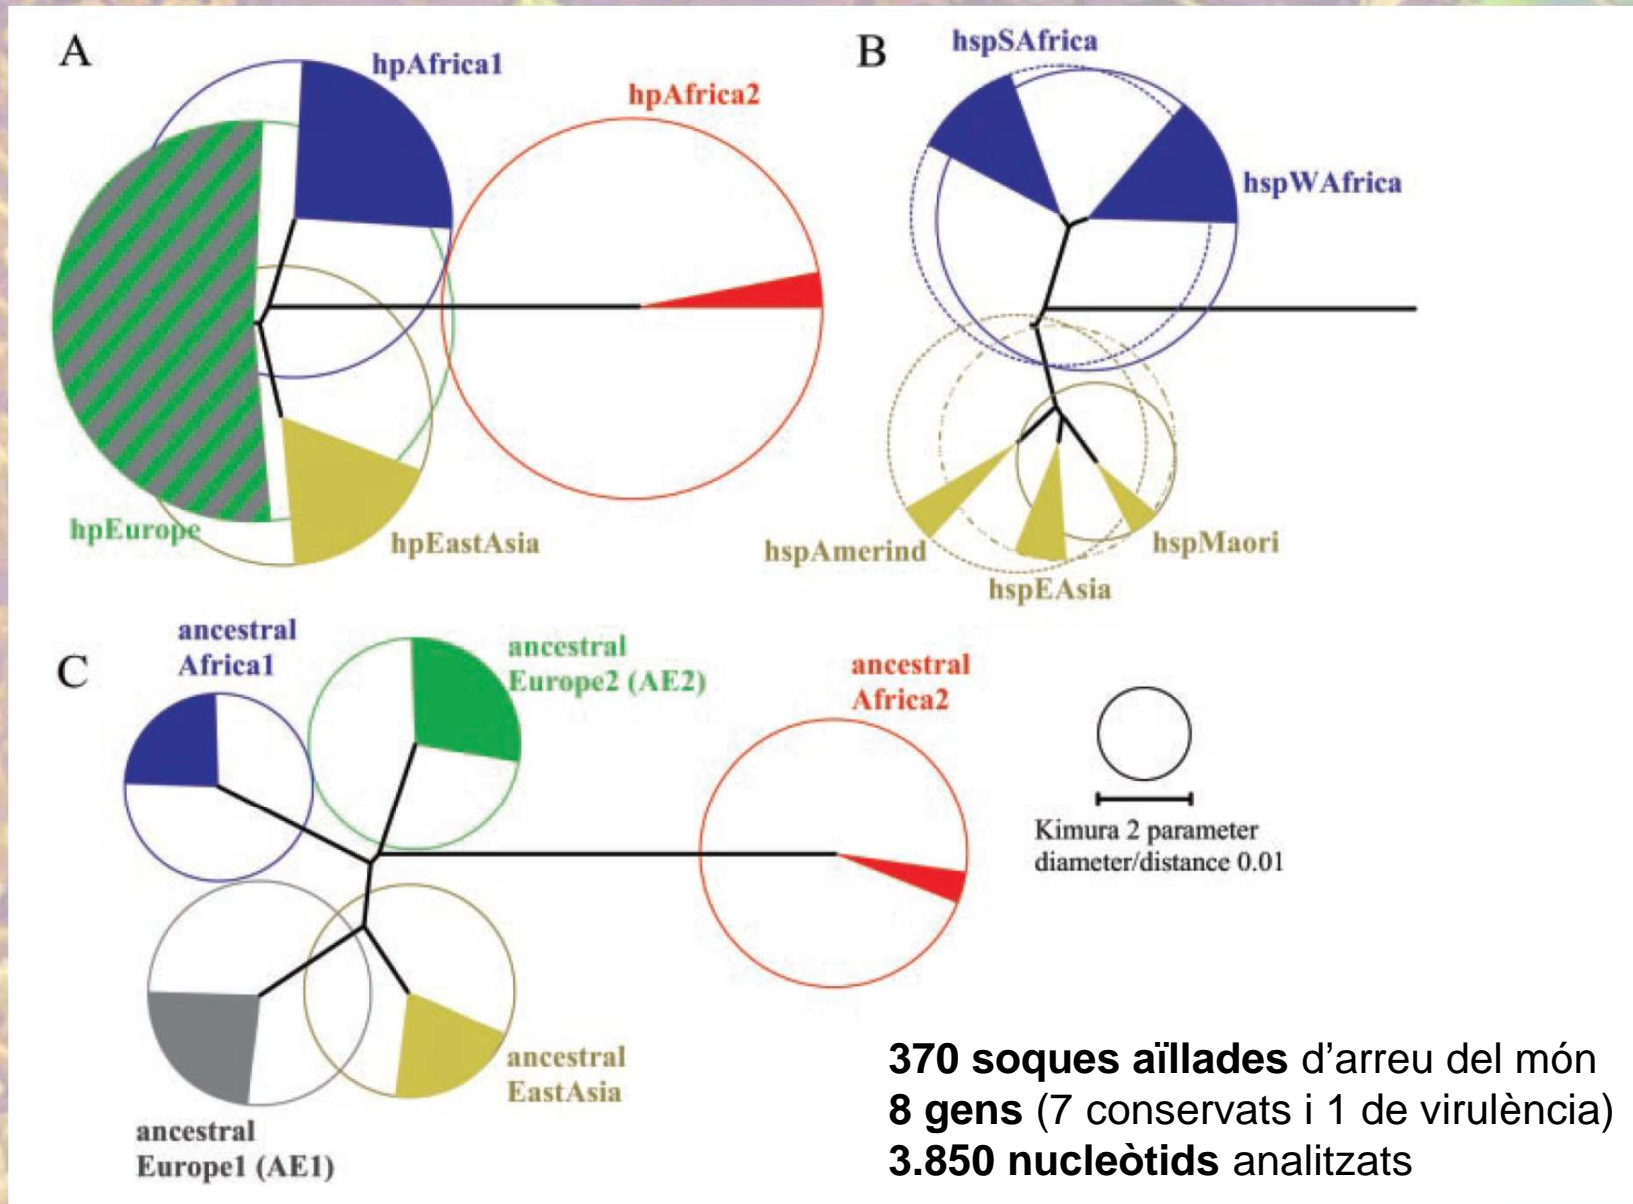 A
hpAfrica1
hpAfrica2
hpEurope
hpEastAsia
B
hspSAfrica
hspWAfrica
hspAmerind
hspEAsia
hspMaori
C
ancestral
Africa1
ancestral
Europe2 (AE2)
ancestral
Africa2
ancestral
Europe1 (AE1)
ancestral
EastAsia
Kimura 2 parameter
diameter/distance 0.01
370 soques aïllades d’arreu del món
8 gens (7 conservats i 1 de virulència)
3.850 nucleòtids analitzats